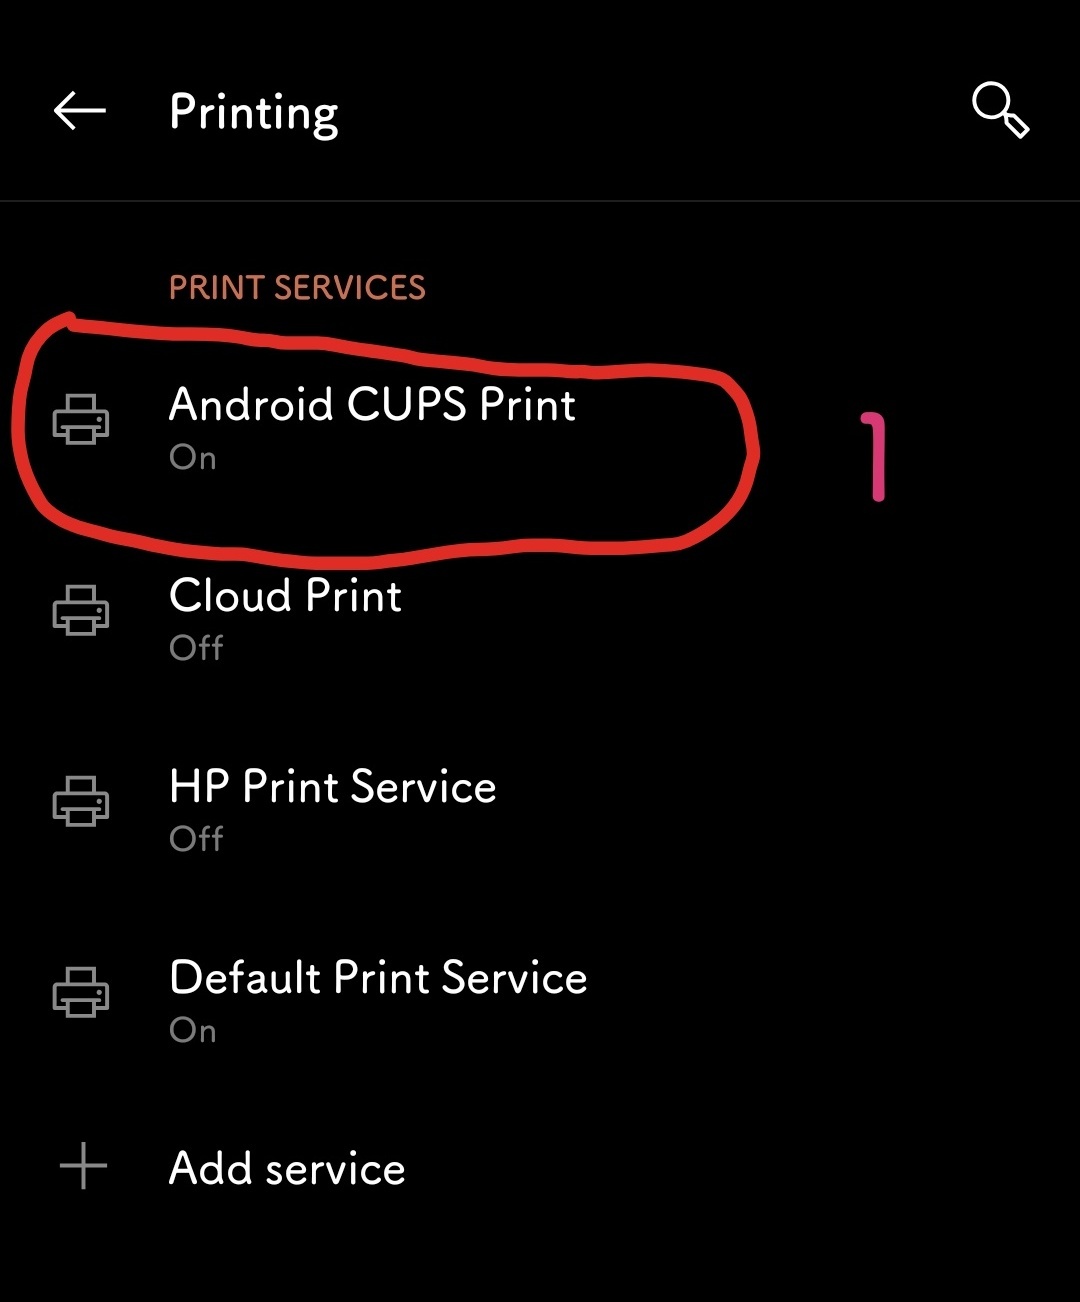 Printing
PRINT SERVICES
Android CUPS Print
On
1
Cloud Print
Off
HP Print Service
Off
Default Print Service
On
Add service